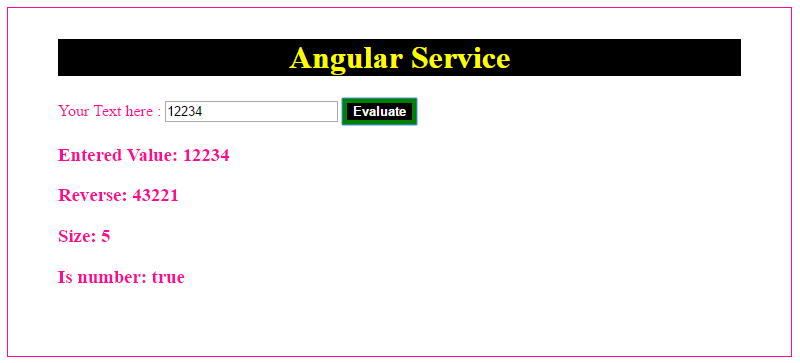 Angular Service
Your Text here : 12234 Evaluate
Entered Value: 12234
Reverse: 43221
Size: 5
Is number: true